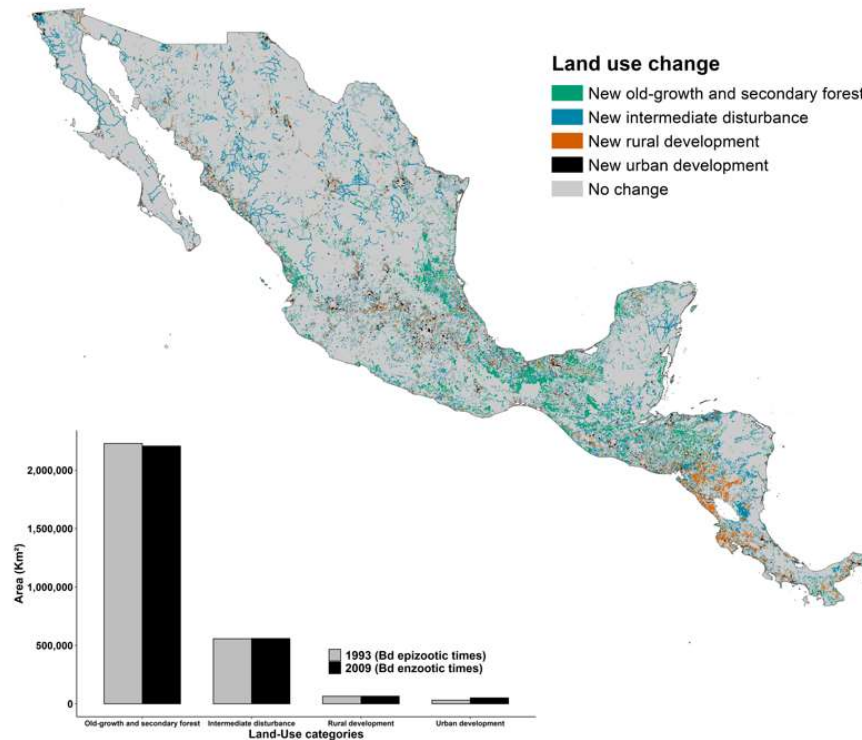 Land use change
New old-growth and secondary forest
New intermediate disturbance
New rural development
New urban development
No change
Area (Km²)
2,000,000
1,500,000
1,000,000
500,000
0
1993 (Bd epizootic times)
2009 (Bd enzootic times)
Old-growth and secondary forest
Intermediate disturbance
Rural development
Urban development
Land-Use categories